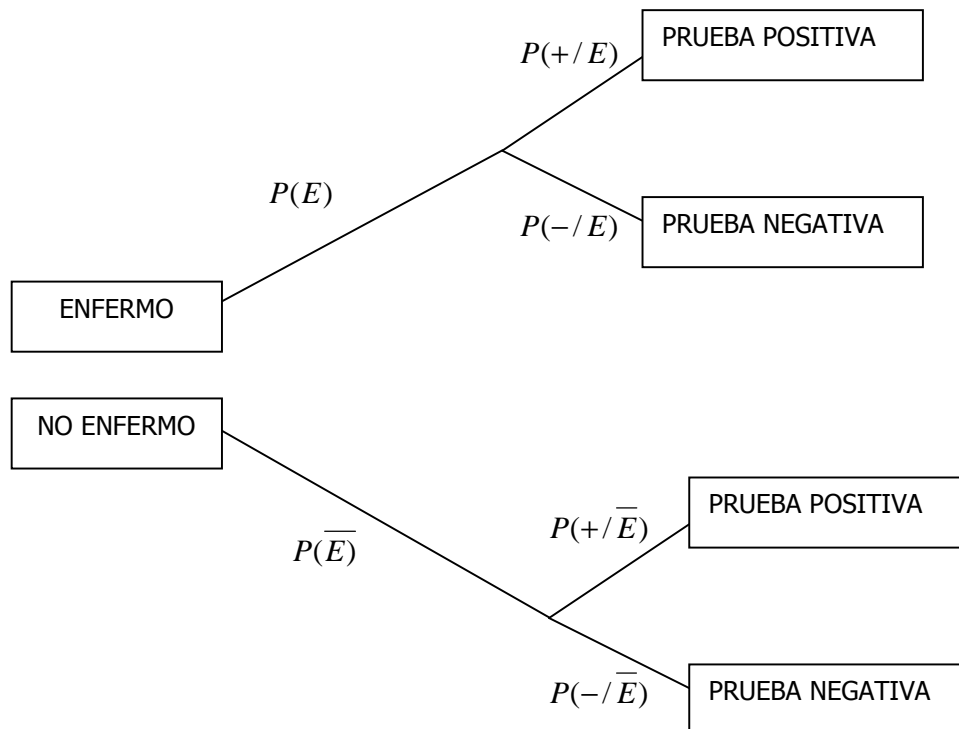 PRUEBA POSITIVA
P(+/E)
P(E)
P(−/E)
PRUEBA NEGATIVA
ENFERMO
NO ENFERMO
PRUEBA POSITIVA
P(+/E̅)
P(E̅)
P(−/E̅)
PRUEBA NEGATIVA